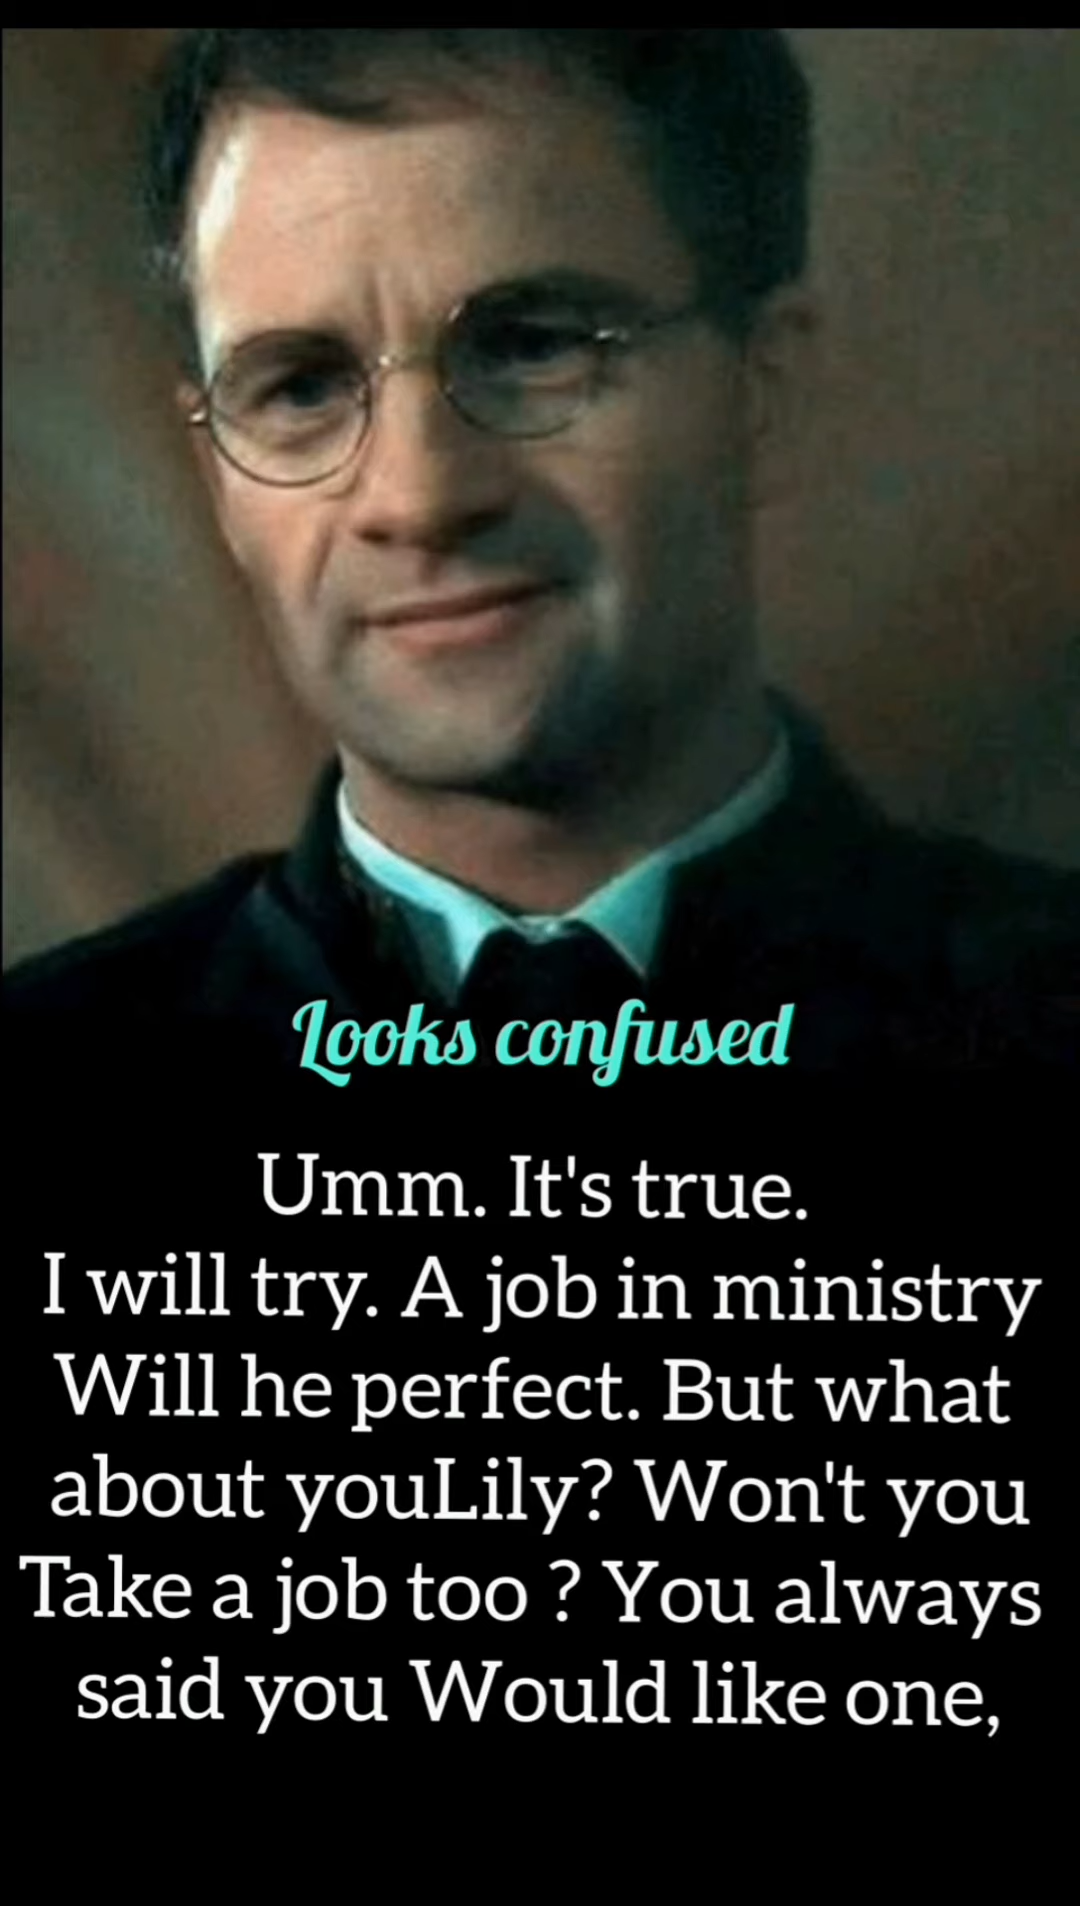 Looks confused
Umm. It's true.
I will try. A job in ministry
Will he perfect. But what
about youLily? Won't you
Take a job too ? You always
said you Would like one,